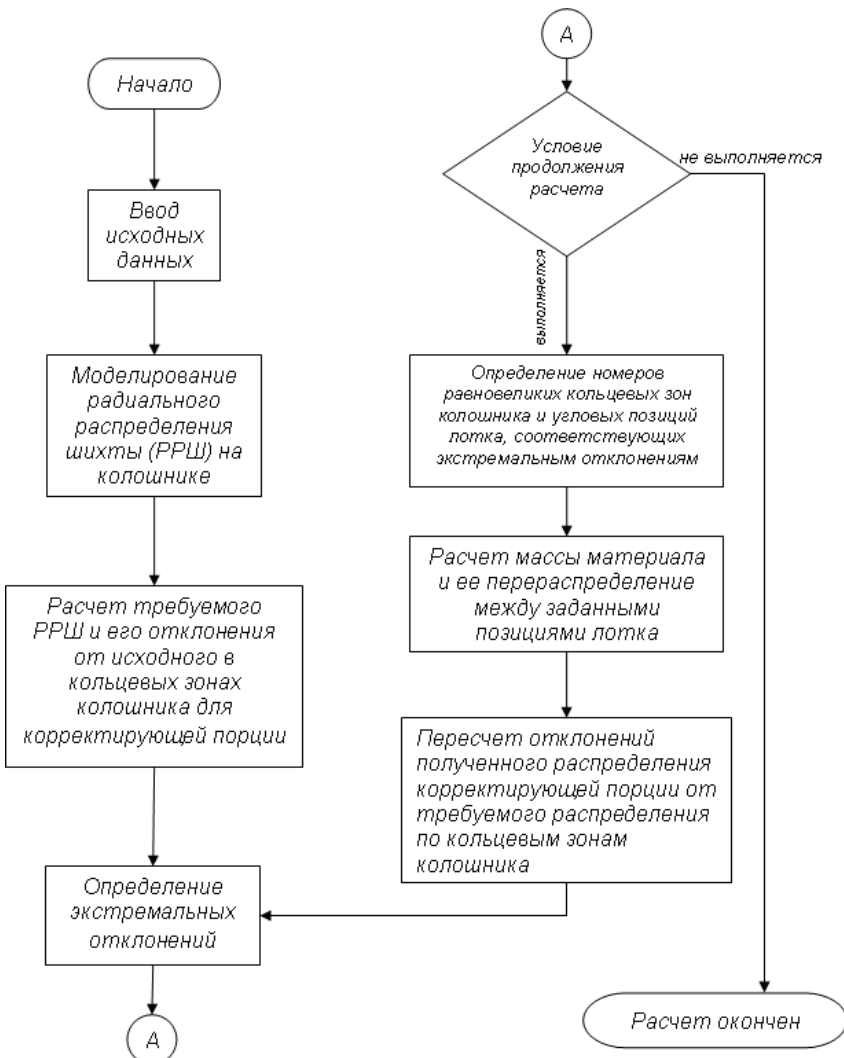 Начало
Ввод
исходных
данных
Моделирование
радиального
распределения
шихты (РРШ) на
колошнике
Расчет требуемого
РРШ и его отклонения
от исходного в
кольцевых зонах
колошника для
корректирующей порции
Определение
экстремальных
отклонений
А
А
Условие
продолжения
расчета
не выполняется
выполняется
Определение номеров
равновеликих кольцевых зон
колошника и угловых позиций
лотка, соответствующих
экстремальным отклонениям
Расчет массы материала
и ее перераспределение
между заданными
позициями лотка
Пересчет отклонений
полученного распределения
корректирующей порции от
требуемого распределения
по кольцевым зонам
колошника
Расчет окончен